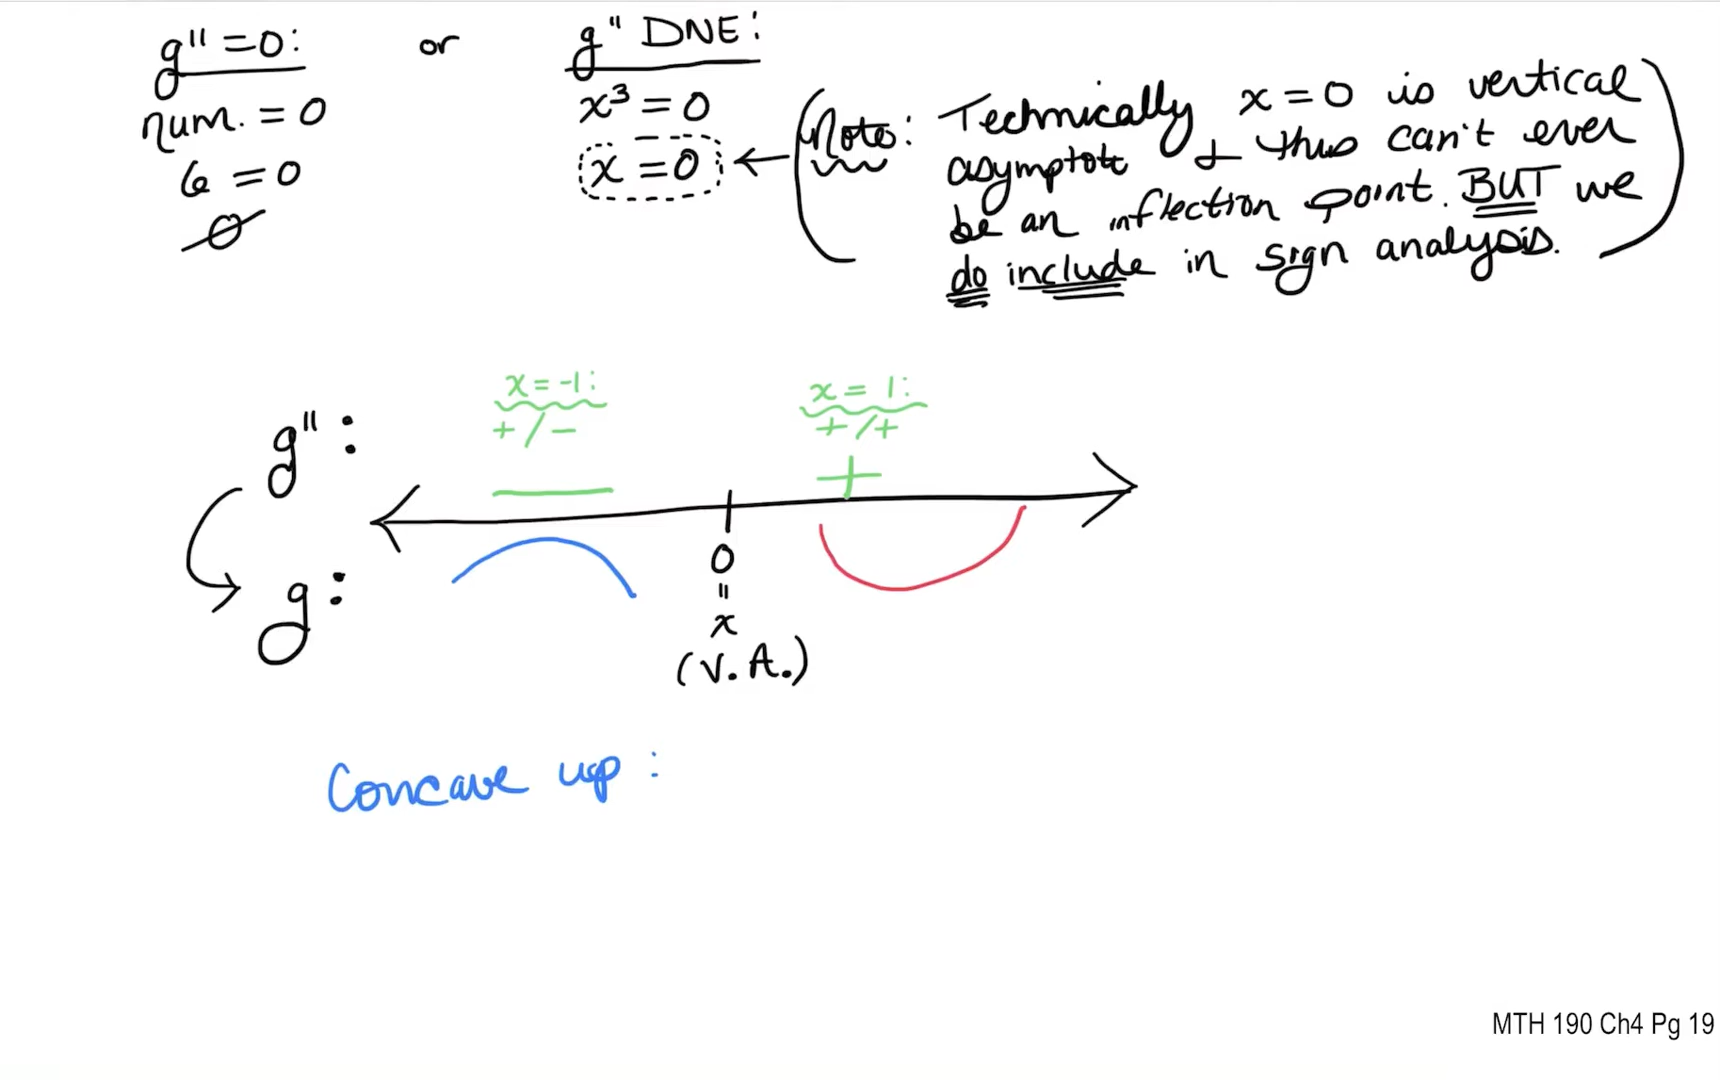 g'' = 0: or g'' DNE:
num. = 0 x³ = 0
6 = 0 x = 0 ← (Note: Technically x = 0 is vertical
asymptote & thus can't ever
be an inflection point. BUT we
do include in sign analysis.)
∅
x = -1: x = 1:
+/− +/+
g'': − +
0
=
x
g:
(V.A.)
Concave up:
MTH 190 Ch4 Pg 19